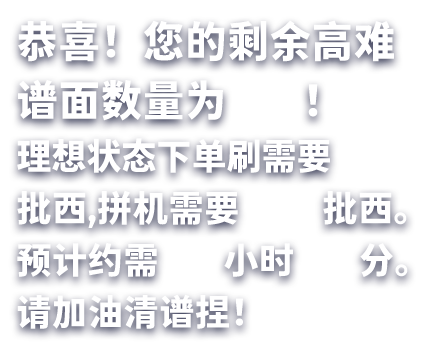 恭喜！您的剩余高难
谱面数量为　　！
理想状态下单刷需要
批西,拼机需要　　批西。
预计约需　　小时　　分。
请加油清谱捏！